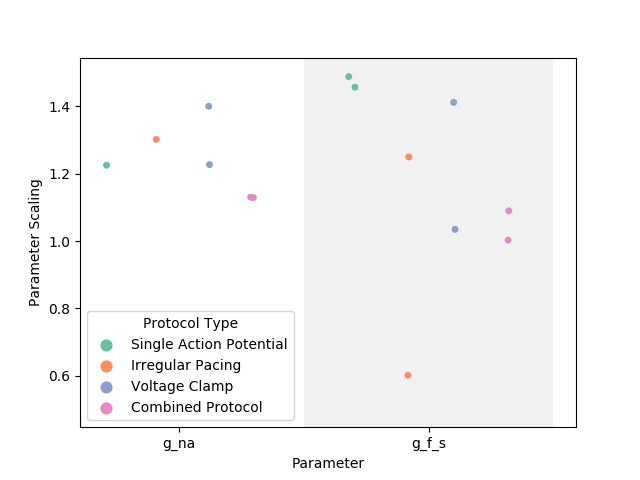 Parameter Scaling
1.4
1.2
1.0
0.8
0.6
Protocol Type
Single Action Potential
Irregular Pacing
Voltage Clamp
Combined Protocol
g_na
g_f_s
Parameter